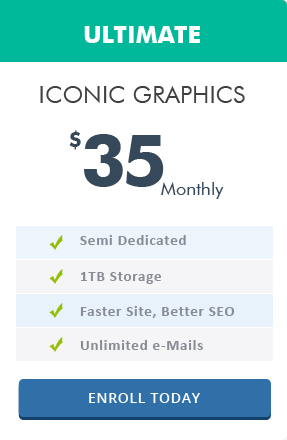 ULTIMATE
ICONIC GRAPHICS
$35 Monthly
Semi Dedicated
1TB Storage
Faster Site, Better SEO
Unlimited e-Mails
ENROLL TODAY